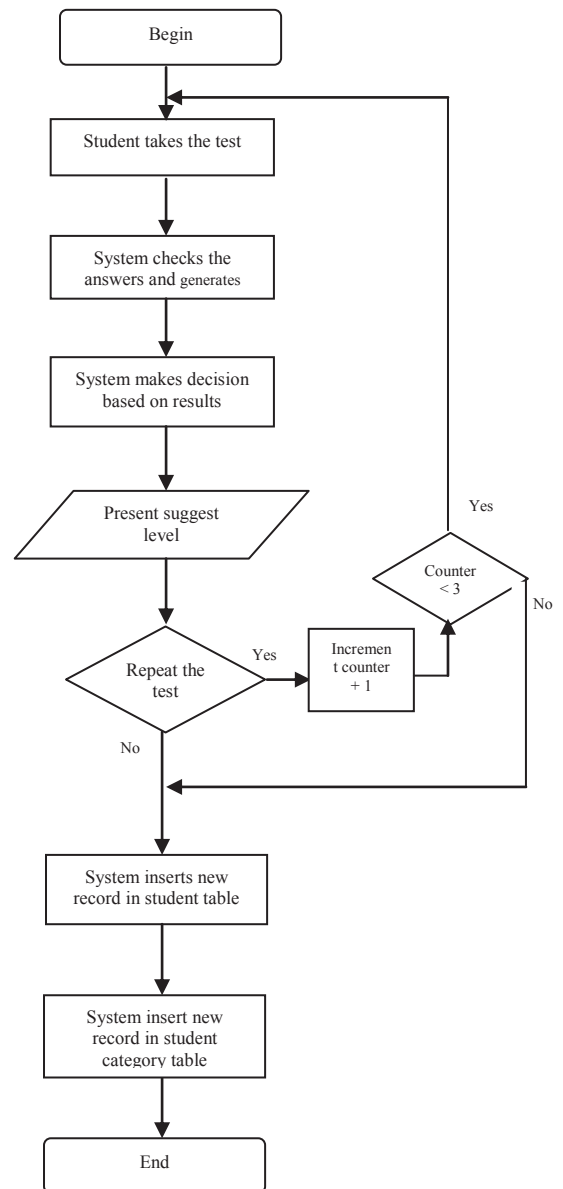 Begin
Student takes the test
System checks the
answers and generates
System makes decision
based on results
Present suggest
level
Yes
Counter
< 3
No
Repeat the
test
Yes
Incremen
t counter
+ 1
No
System inserts new
record in student table
System insert new
record in student
category table
End